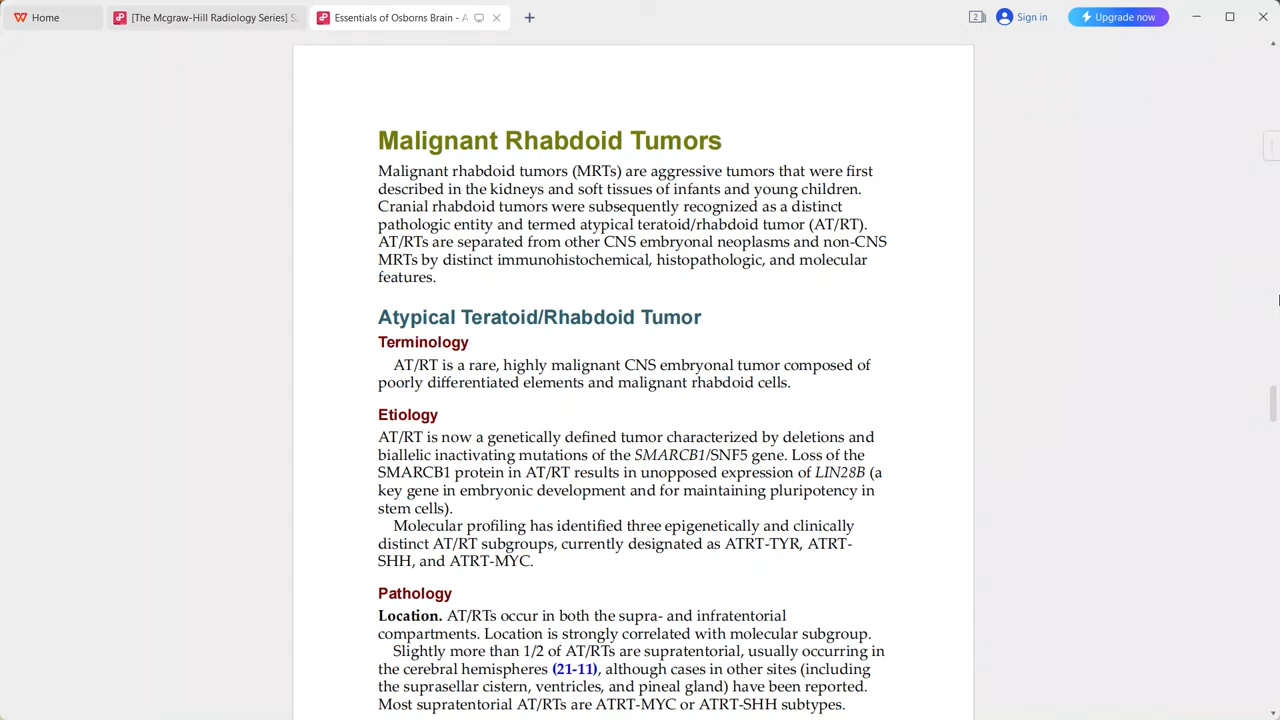 Home
[The Mcgraw-Hill Radiology Series] S
Essentials of Osborns Brain - A
2
Sign in
Upgrade now
Malignant Rhabdoid Tumors
Malignant rhabdoid tumors (MRTs) are aggressive tumors that were first
described in the kidneys and soft tissues of infants and young children.
Cranial rhabdoid tumors were subsequently recognized as a distinct
pathologic entity and termed atypical teratoid/rhabdoid tumor (AT/RT).
AT/RTs are separated from other CNS embryonal neoplasms and non-CNS
MRTs by distinct immunohistochemical, histopathologic, and molecular
features.
Atypical Teratoid/Rhabdoid Tumor
Terminology
AT/RT is a rare, highly malignant CNS embryonal tumor composed of
poorly differentiated elements and malignant rhabdoid cells.
Etiology
AT/RT is now a genetically defined tumor characterized by deletions and
biallelic inactivating mutations of the SMARCB1/SNF5 gene. Loss of the
SMARCB1 protein in AT/RT results in unopposed expression of LIN28B (a
key gene in embryonic development and for maintaining pluripotency in
stem cells).
Molecular profiling has identified three epigenetically and clinically
distinct AT/RT subgroups, currently designated as ATRT-TYR, ATRT-
SHH, and ATRT-MYC.
Pathology
Location. AT/RTs occur in both the supra- and infratentorial
compartments. Location is strongly correlated with molecular subgroup.
Slightly more than 1/2 of AT/RTs are supratentorial, usually occurring in
the cerebral hemispheres (21-11), although cases in other sites (including
the suprasellar cistern, ventricles, and pineal gland) have been reported.
Most supratentorial AT/RTs are ATRT-MYC or ATRT-SHH subtypes.